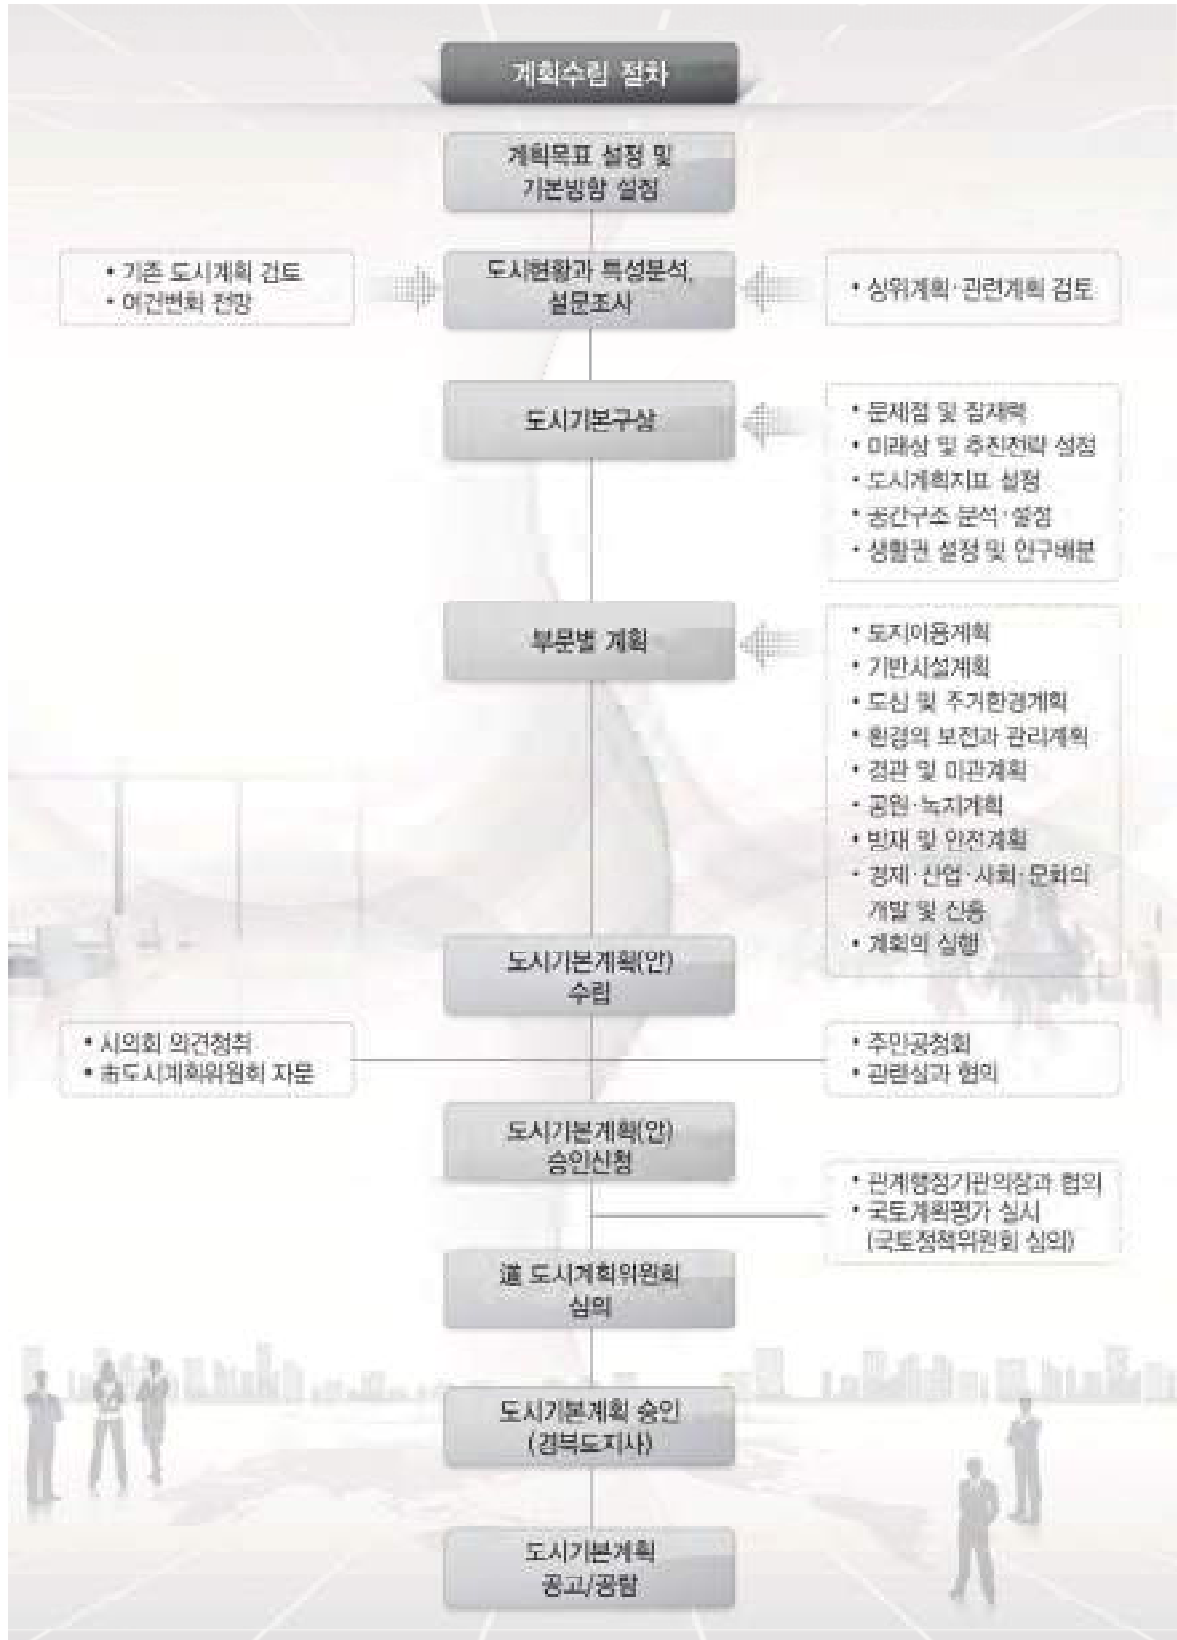 계획수립 절차
계획목표 설정 및
기본방향 설정
• 기존 도시계획 검토
• 여건변화 전망
도시현황과 특성분석,
설문조사
• 상위계획·관련계획 검토
도시기본구상
• 문제점 및 잠재력
• 미래상 및 추진전략 설정
• 도시계획지표 설정
• 공간구조 분석·설정
• 생활권 설정 및 인구배분
부문별 계획
• 토지이용계획
• 기반시설계획
• 도심 및 주거환경계획
• 환경의 보전과 관리계획
• 경관 및 미관계획
• 공원·녹지계획
• 방재 및 안전계획
• 경제·산업·사회·문화의
개발 및 진흥
• 계획의 실행
도시기본계획(안)
수립
• 시의회 의견청취
• 市도시계획위원회 자문
• 주민공청회
• 관련실과 협의
도시기본계획(안)
승인신청
• 관계행정기관의장과 협의
• 국토계획평가 실시
(국토정책위원회 심의)
道 도시계획위원회
심의
도시기본계획 승인
(경북도지사)
도시기본계획
공고/공람